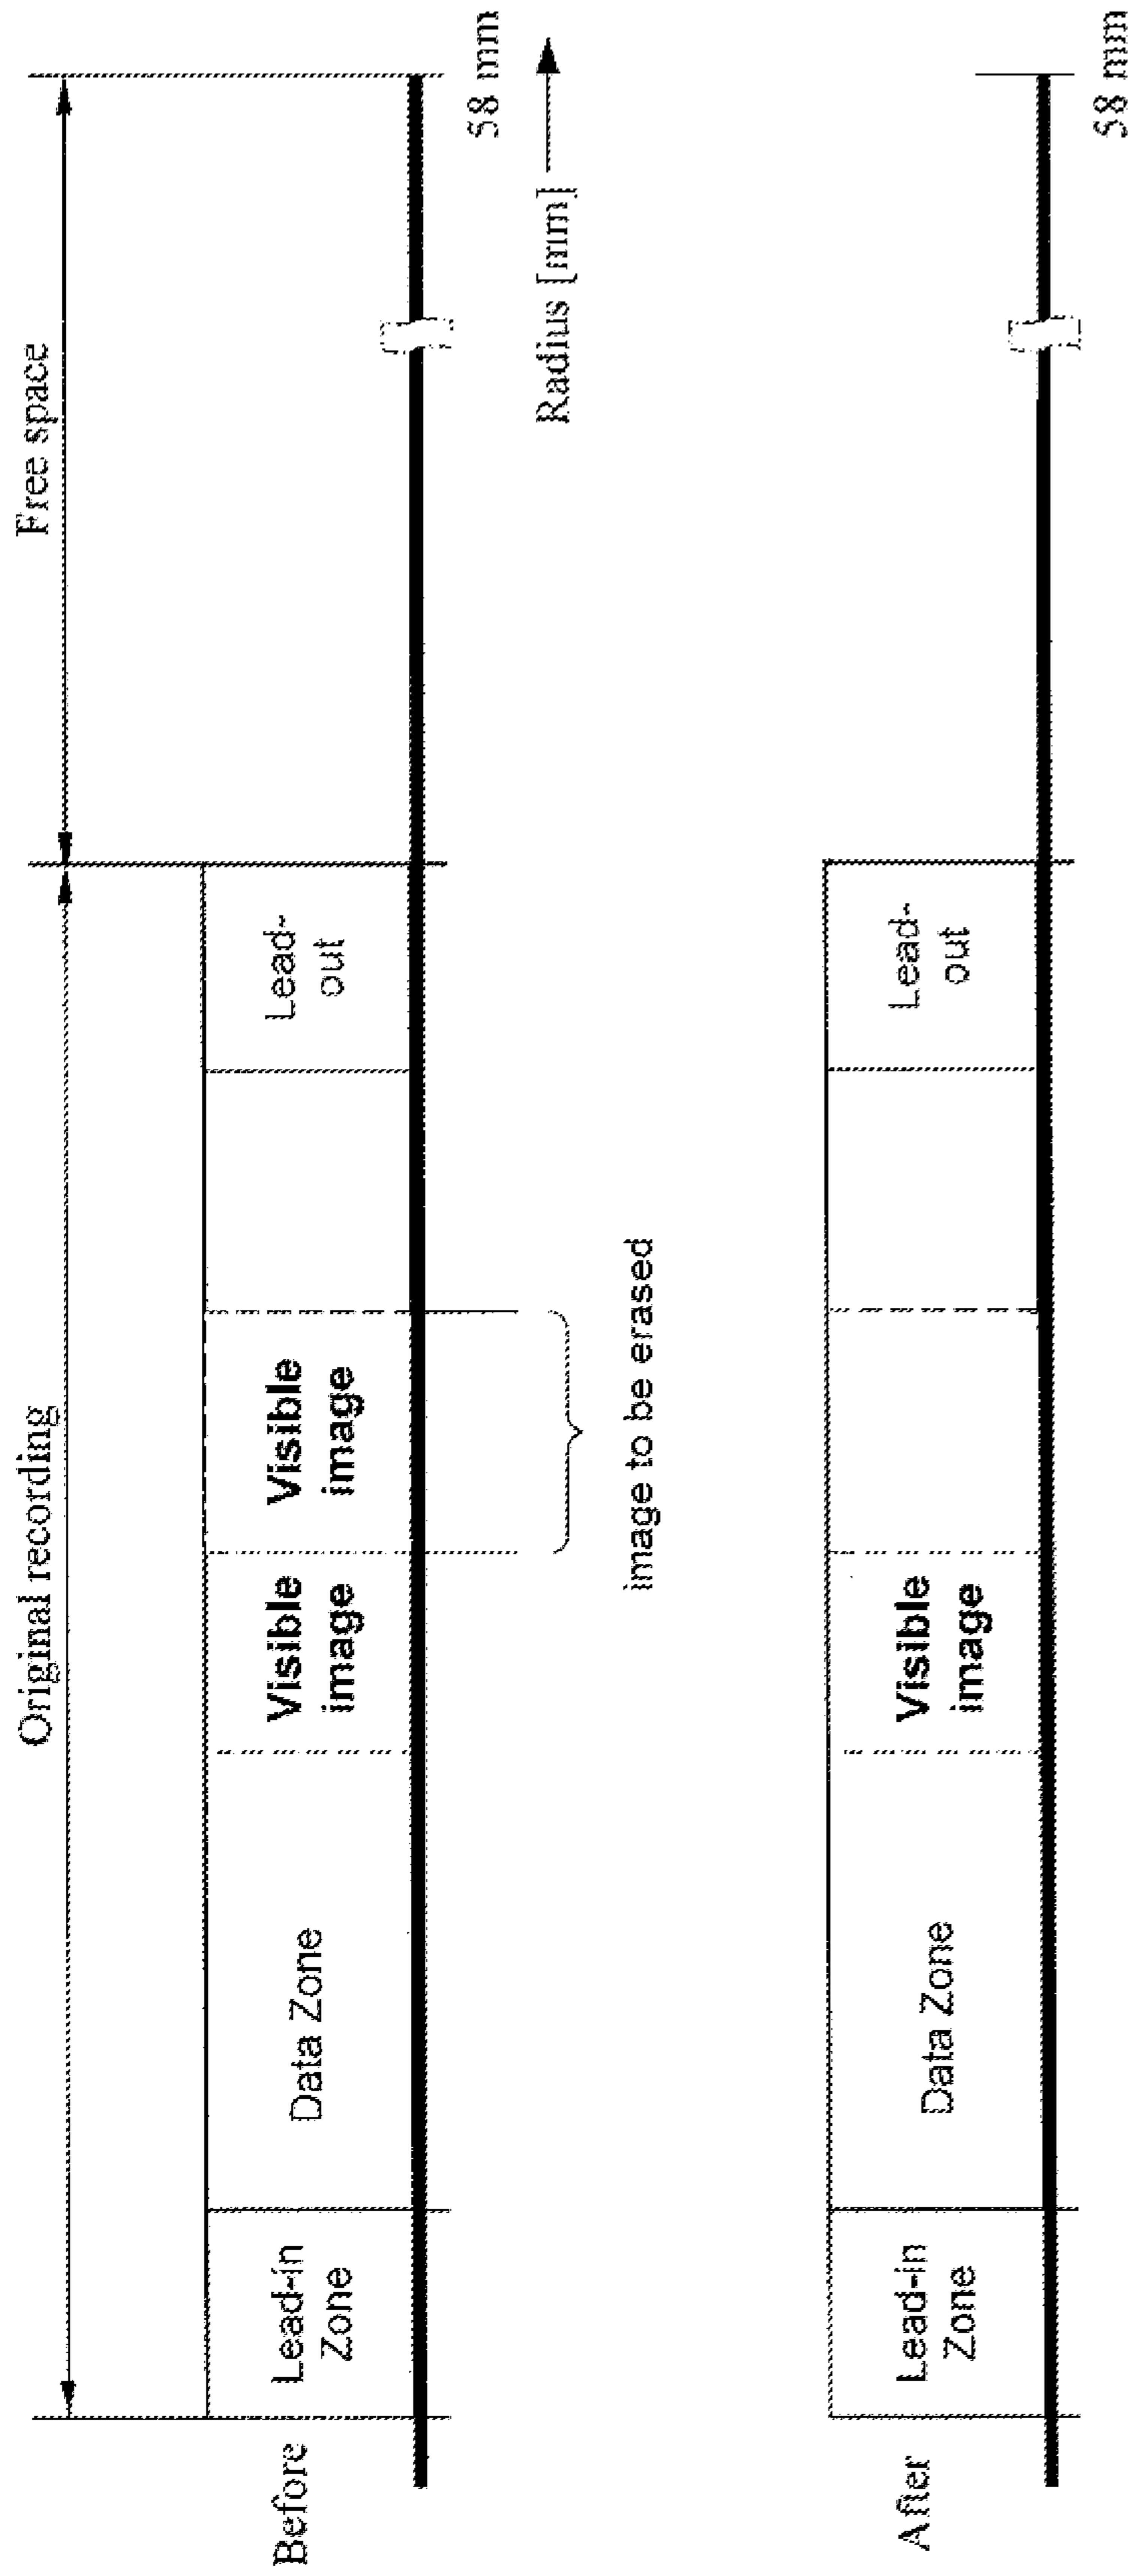 Original recording
Free space
Before
Lead-in
Zone
Data Zone
Visible
image
Visible
image
Lead-
out
58 mm
Radius [mm]
image to be erased
After
Lead-in
Zone
Data Zone
Visible
image
Lead-
out
58 mm